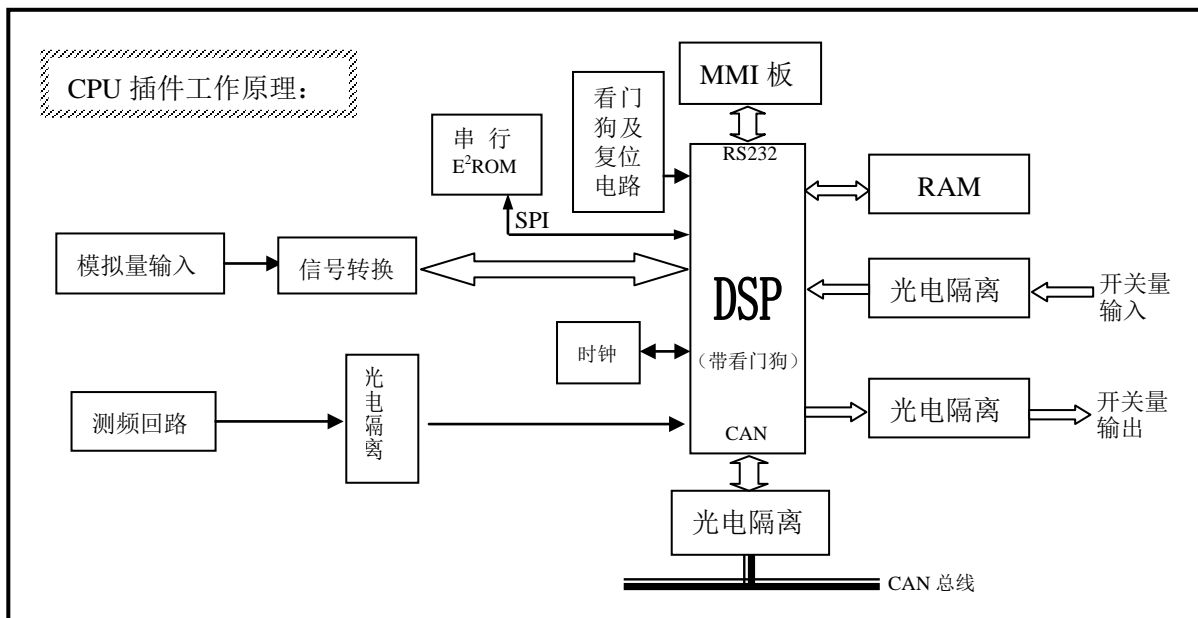 CPU 插件工作原理：
MMI 板
看门
狗及
复位
电路
串 行
E²ROM
RS232
RAM
SPI
模拟量输入
信号转换
DSP
（带看门狗）
光电隔离
开关量
输入
时钟
测频回路
光
电
隔
离
光电隔离
开关量
输出
CAN
光电隔离
CAN 总线